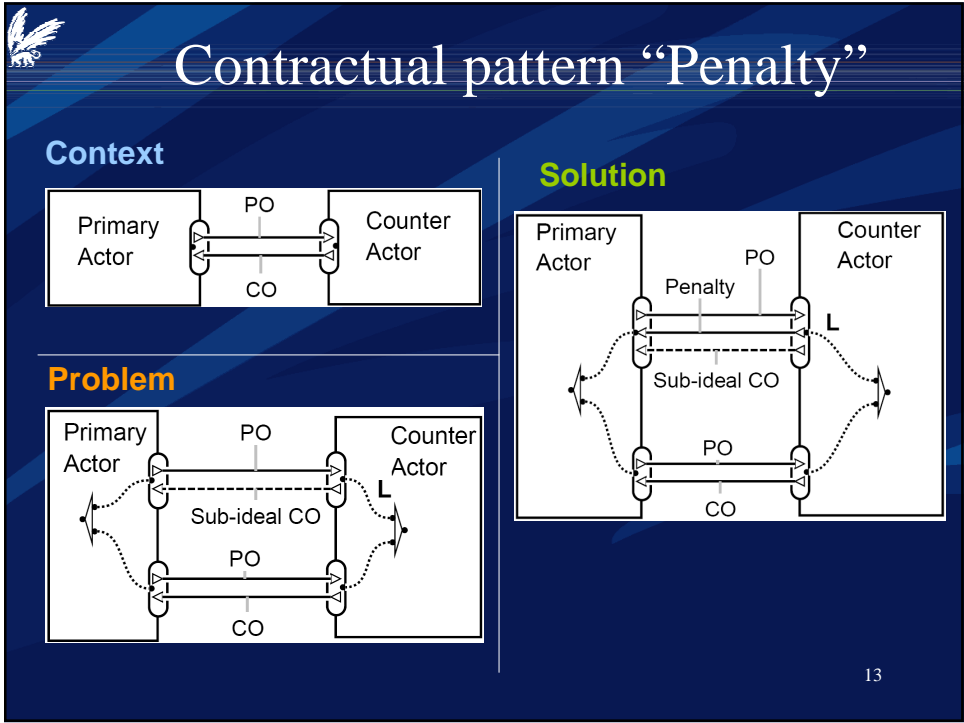 Contractual pattern “Penalty”
Context
Primary
Actor
PO
CO
Counter
Actor
Problem
Primary
Actor
PO
Sub-ideal CO
PO
CO
Counter
Actor
L
Solution
Primary
Actor
PO
Penalty
Sub-ideal CO
PO
CO
Counter
Actor
L
13